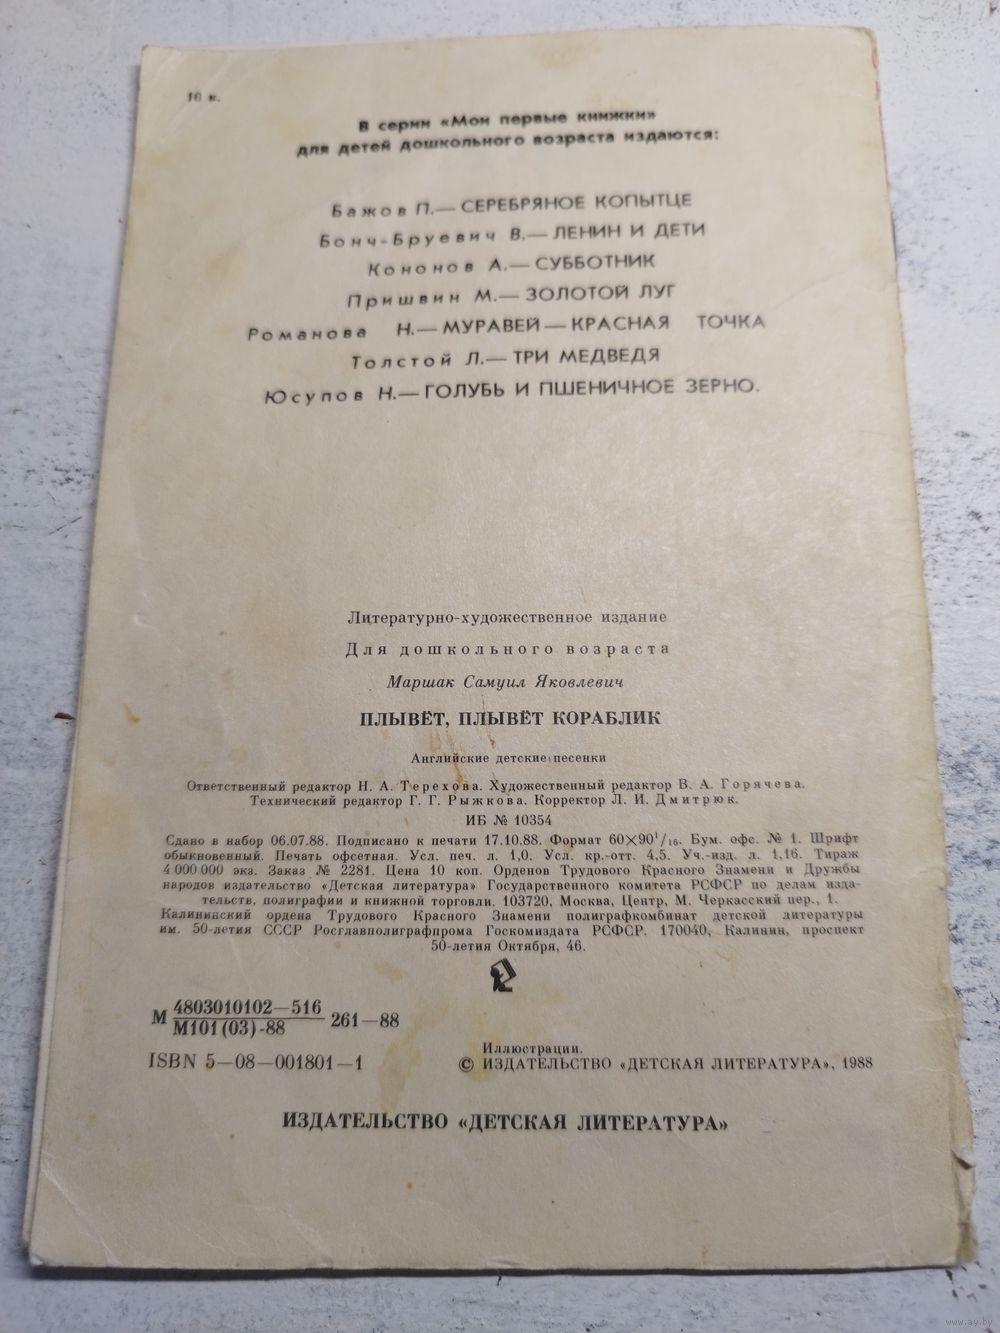 10 к.
В серии «Мои первые книжки»
для детей дошкольного возраста издаются:
Бажов П.— СЕРЕБРЯНОЕ КОПЫТЦЕ
Бонч-Бруевич В.— ЛЕНИН И ДЕТИ
Кононов А.— СУББОТНИК
Пришвин М.— ЗОЛОТОЙ ЛУГ
Романова Н.— МУРАВЕЙ — КРАСНАЯ ТОЧКА
Толстой Л.— ТРИ МЕДВЕДЯ
Юсупов Н.— ГОЛУБЬ И ПШЕНИЧНОЕ ЗЕРНО.
Литературно-художественное издание
Для дошкольного возраста
Маршак Самуил Яковлевич
ПЛЫВЁТ, ПЛЫВЁТ КОРАБЛИК
Английские детские песенки
Ответственный редактор Н. А. Терехова. Художественный редактор В. А. Горячева.
Технический редактор Г. Г. Рыжкова. Корректор Л. И. Дмитрюк.
ИБ № 10354
Сдано в набор 06.07.88. Подписано к печати 17.10.88. Формат 60×90¹/₁₆. Бум. офс. № 1. Шрифт
обыкновенный. Печать офсетная. Усл. печ. л. 1,0. Усл. кр.-отт. 4,5. Уч.-изд. л. 1,16. Тираж
4 000 000 экз. Заказ № 2281. Цена 10 коп. Орденов Трудового Красного Знамени и Дружбы
народов издательство «Детская литература» Государственного комитета РСФСР по делам изда-
тельств, полиграфии и книжной торговли. 103720, Москва, Центр, М. Черкасский пер., 1.
Калининский ордена Трудового Красного Знамени полиграфкомбинат детской литературы
им. 50-летия СССР Росглавполиграфпрома Госкомиздата РСФСР. 170040, Калинин, проспект
50-летия Октября, 46.
М 4803010102—516
М101(03)-88 261—88
Иллюстрации.
ISBN 5—08—001801—1 © ИЗДАТЕЛЬСТВО «ДЕТСКАЯ ЛИТЕРАТУРА», 1988
ИЗДАТЕЛЬСТВО «ДЕТСКАЯ ЛИТЕРАТУРА»
www.ay.by